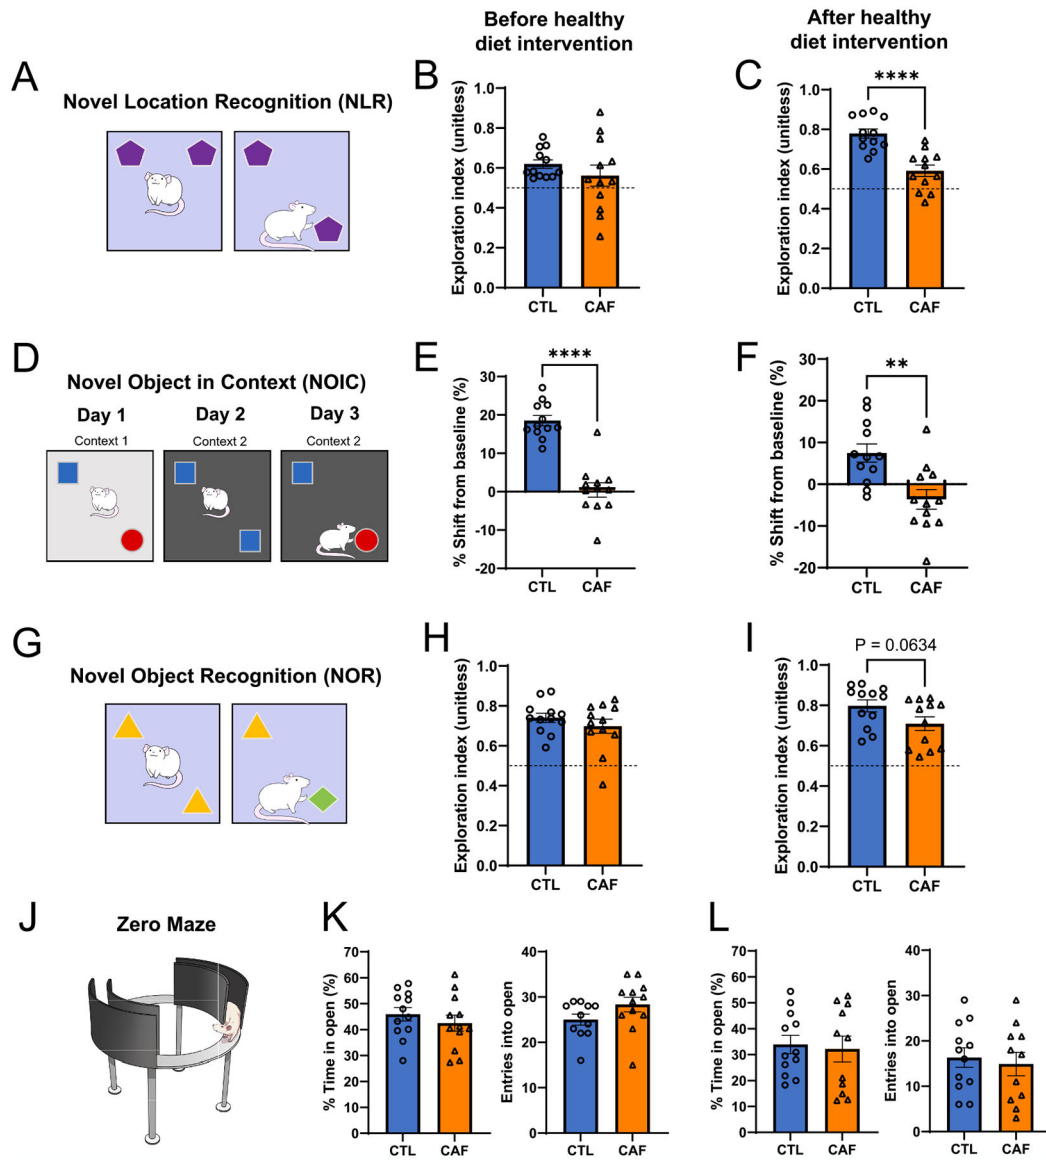 Before healthy
diet intervention
After healthy
diet intervention
A
Novel Location Recognition (NLR)
B
Exploration index (unitless)
1.0
0.8
0.6
0.4
0.2
0.0
CTL
CAF
C
Exploration index (unitless)
1.0
0.8
0.6
0.4
0.2
0.0
****
CTL
CAF
D
Novel Object in Context (NOIC)
Day 1
Day 2
Day 3
Context 1
Context 2
Context 2
E
% Shift from baseline (%)
30
20
10
0
-10
-20
****
CTL
CAF
F
% Shift from baseline (%)
30
20
10
0
-10
-20
**
CTL
CAF
G
Novel Object Recognition (NOR)
H
Exploration index (unitless)
1.0
0.8
0.6
0.4
0.2
0.0
CTL
CAF
I
Exploration index (unitless)
1.0
0.8
0.6
0.4
0.2
0.0
P = 0.0634
CTL
CAF
J
Zero Maze
K
% Time in open (%)
70
60
50
40
30
20
10
0
CTL
CAF
Entries into open
40
30
20
10
0
CTL
CAF
L
% Time in open (%)
70
60
50
40
30
20
10
0
CTL
CAF
Entries into open
40
30
20
10
0
CTL
CAF